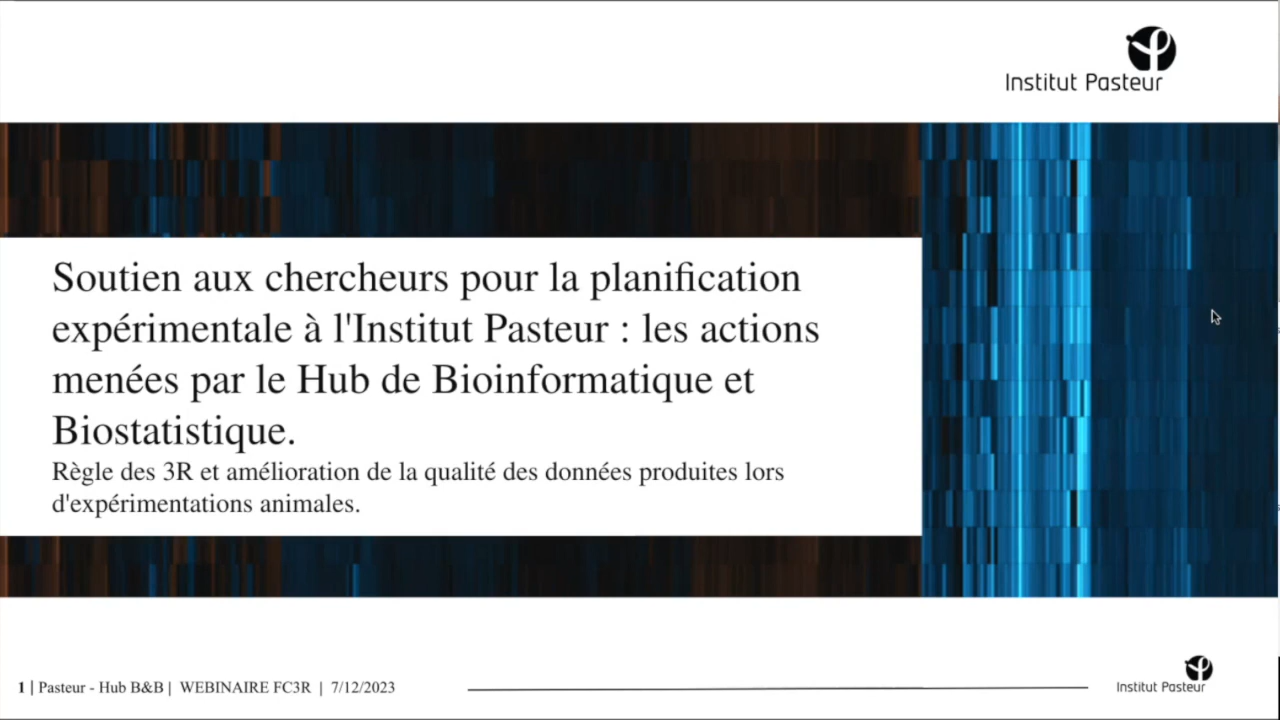 Institut Pasteur
Soutien aux chercheurs pour la planification
expérimentale à l'Institut Pasteur : les actions
menées par le Hub de Bioinformatique et
Biostatistique.
Règle des 3R et amélioration de la qualité des données produites lors
d'expérimentations animales.
1 | Pasteur - Hub B&B | WEBINAIRE FC3R | 7/12/2023
Institut Pasteur